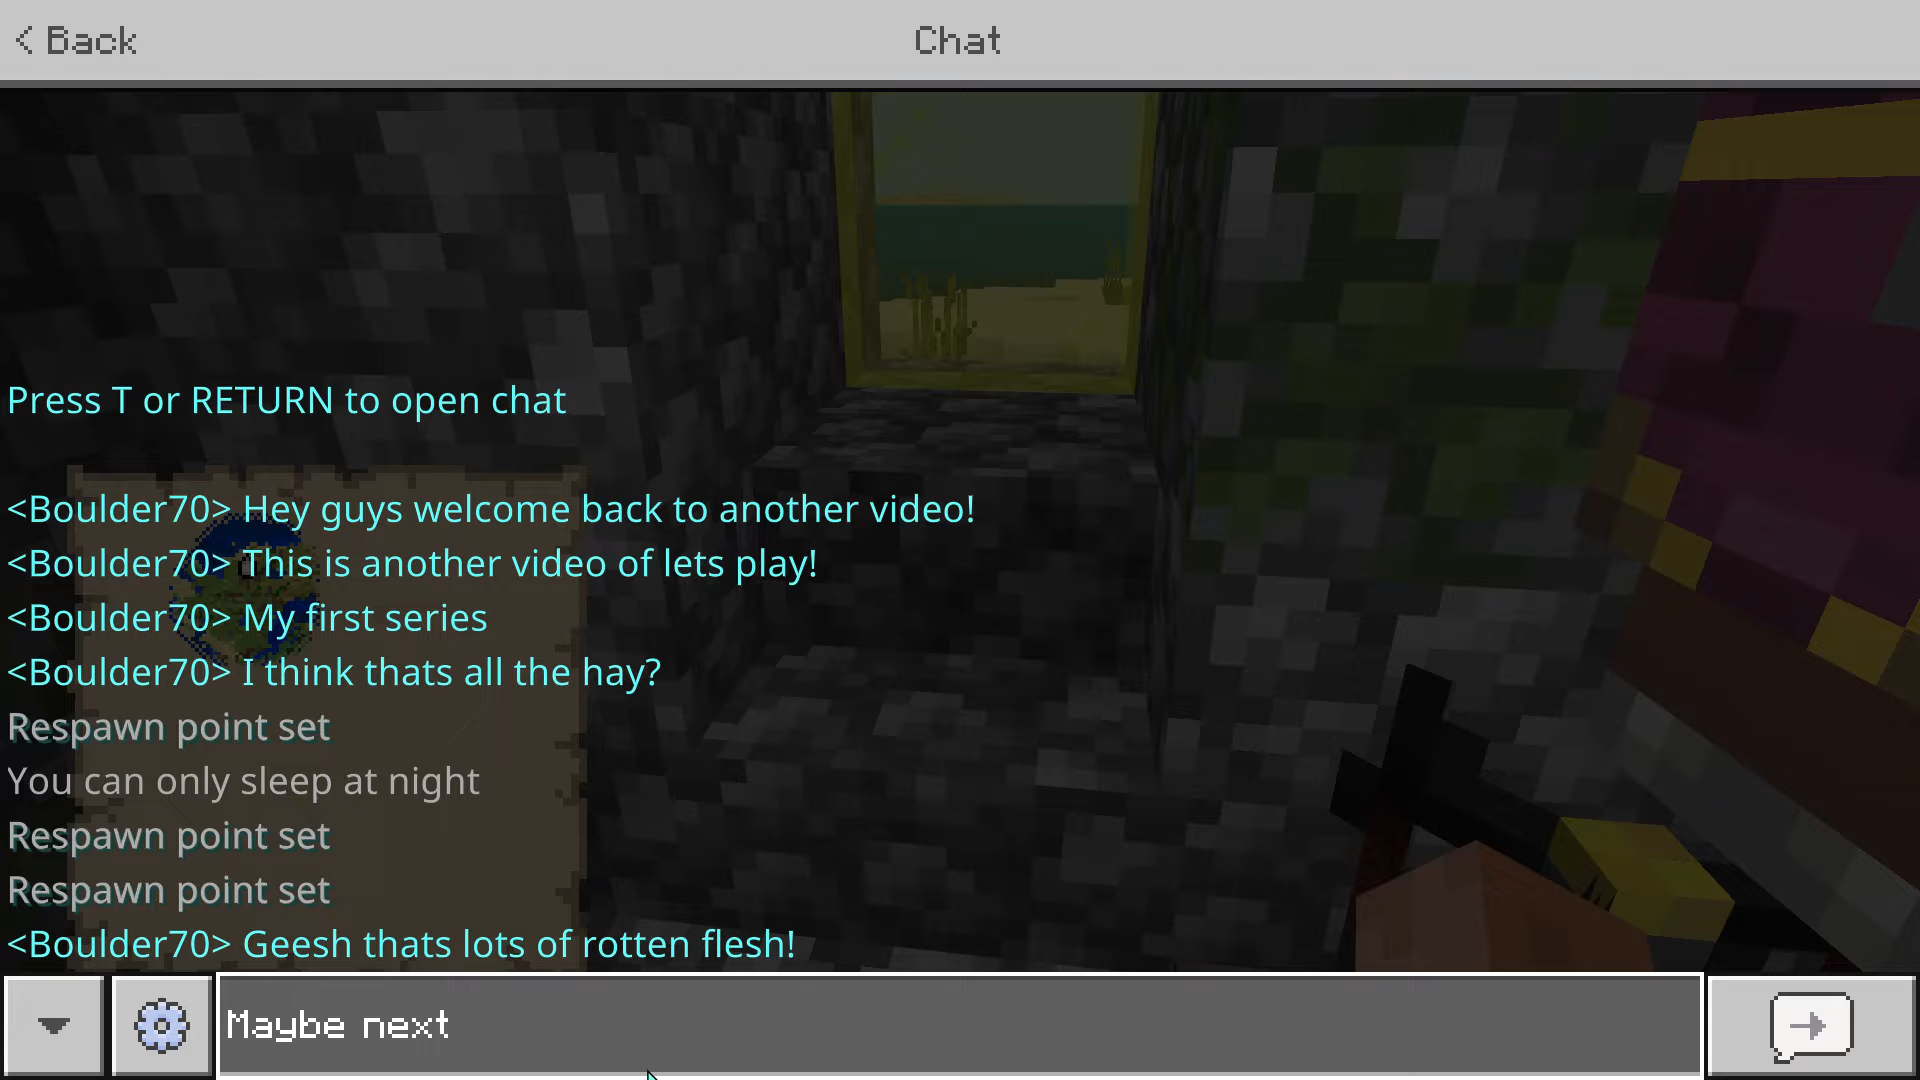 < Back
Chat
Press T or RETURN to open chat
<Boulder70> Hey guys welcome back to another video!
<Boulder70> This is another video of lets play!
<Boulder70> My first series
<Boulder70> I think thats all the hay?
Respawn point set
You can only sleep at night
Respawn point set
Respawn point set
<Boulder70> Geesh thats lots of rotten flesh!
Maybe next